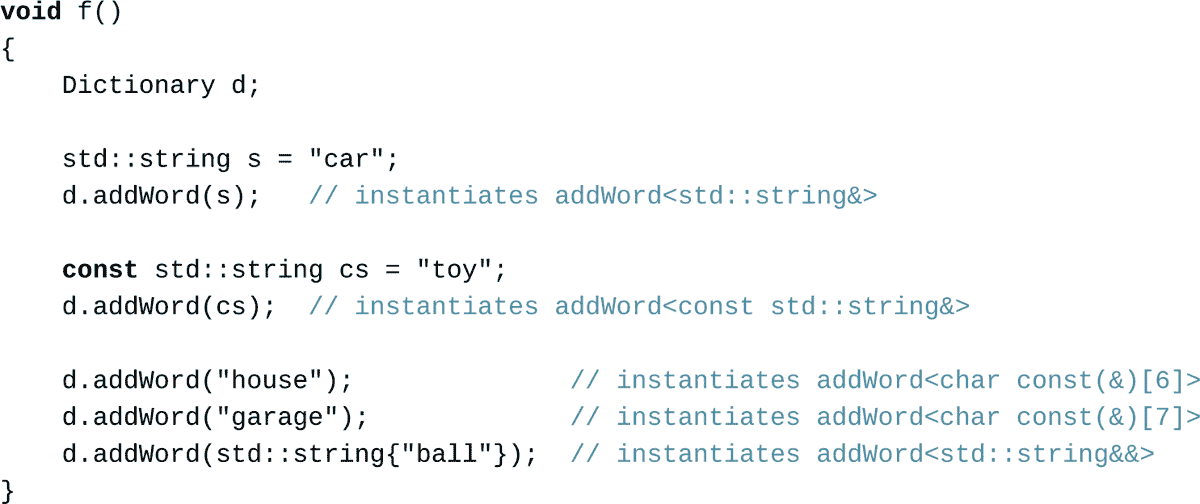 void f()
{
    Dictionary d;

    std::string s = "car";
    d.addWord(s);   // instantiates addWord<std::string&>

    const std::string cs = "toy";
    d.addWord(cs);  // instantiates addWord<const std::string&>

    d.addWord("house");              // instantiates addWord<char const(&)[6]>
    d.addWord("garage");             // instantiates addWord<char const(&)[7]>
    d.addWord(std::string{"ball"});  // instantiates addWord<std::string&&>
}